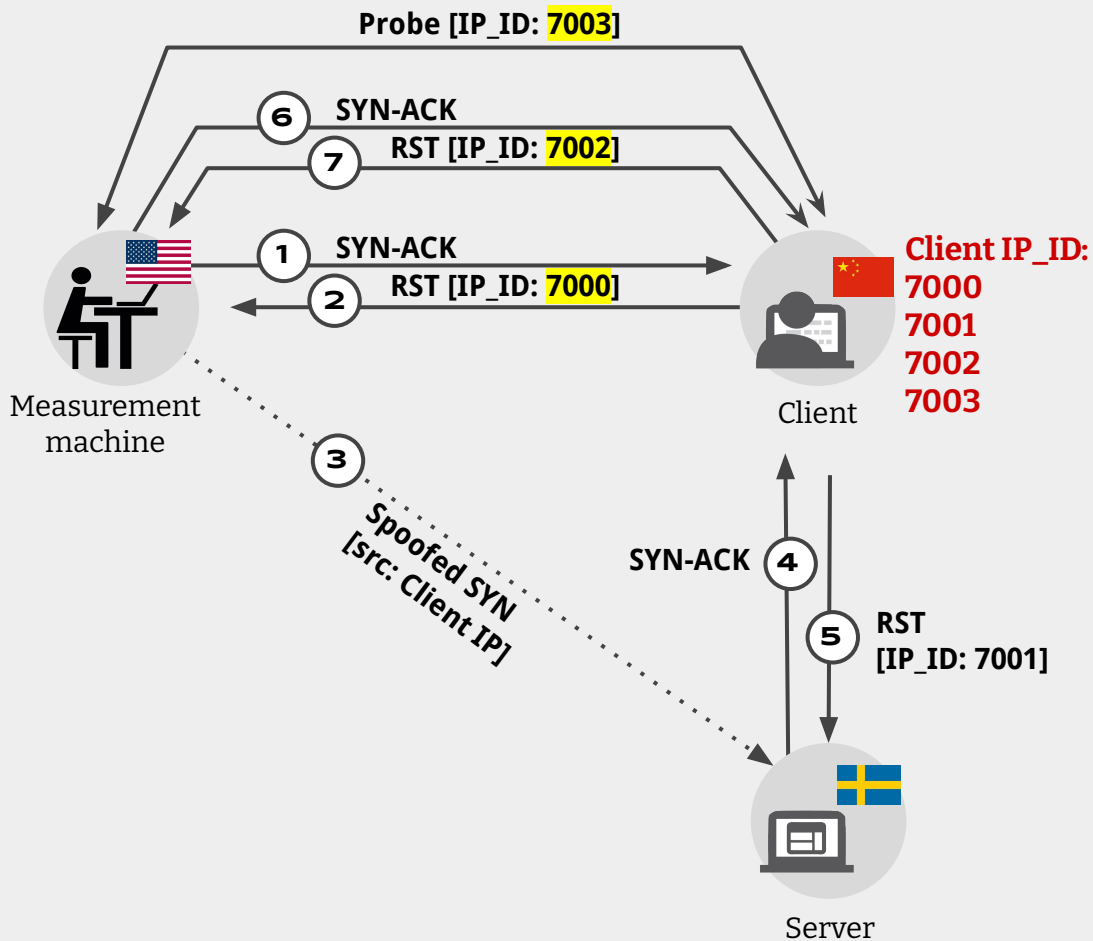 Probe [IP_ID: 7003]
6
SYN-ACK
7
RST [IP_ID: 7002]
1
SYN-ACK
2
RST [IP_ID: 7000]
Client IP_ID:
7000
7001
7002
7003
Measurement
machine
Client
3
Spoofed SYN
[src: Client IP]
SYN-ACK
4
5
RST
[IP_ID: 7001]
Server